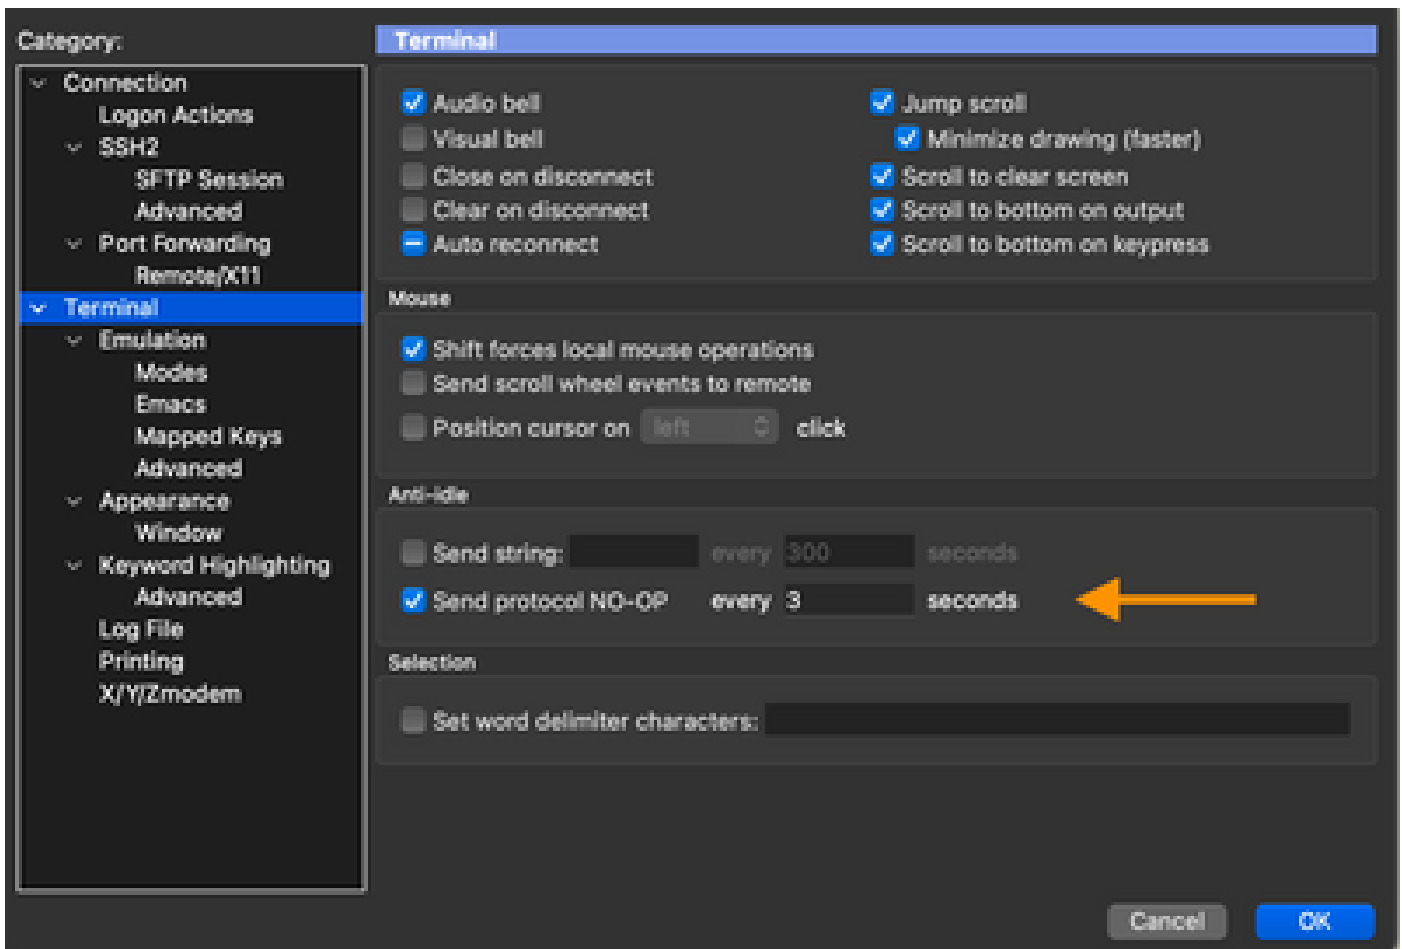 Category:
Connection
Logon Actions
SSH2
SFTP Session
Advanced
Port Forwarding
Remote/X11
Terminal
Emulation
Modes
Emacs
Mapped Keys
Advanced
Appearance
Window
Keyword Highlighting
Advanced
Log File
Printing
X/Y/Zmodem
Terminal
Audio bell
Visual bell
Close on disconnect
Clear on disconnect
Auto reconnect
Jump scroll
Minimize drawing (faster)
Scroll to clear screen
Scroll to bottom on output
Scroll to bottom on keypress
Mouse
Shift forces local mouse operations
Send scroll wheel events to remote
Position cursor on left click
Anti-idle
Send string: every 300 seconds
Send protocol NO-OP every 3 seconds
Selection
Set word delimiter characters:
Cancel OK